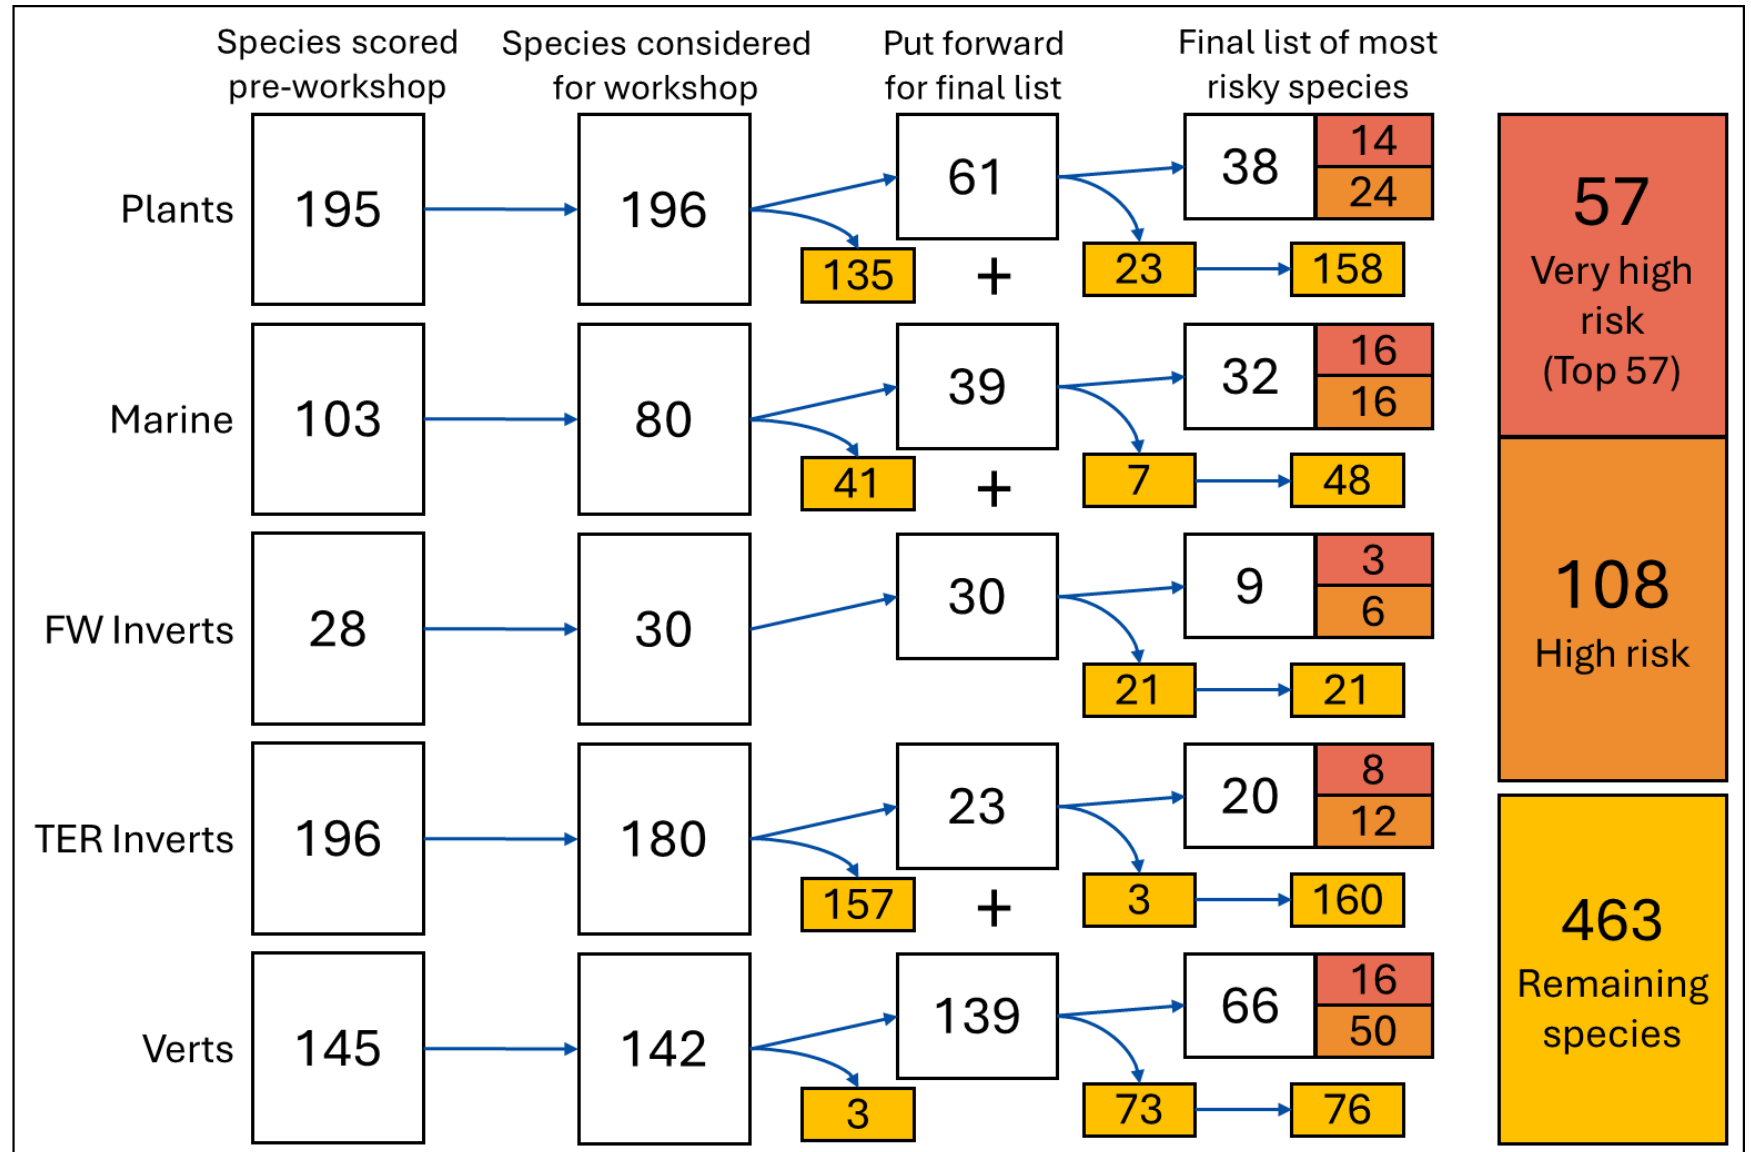 Species scored
pre-workshop
Species considered
for workshop
Put forward
for final list
Final list of most
risky species
Plants
195
196
135
61
+
23
38
14
24
158
Marine
103
80
41
39
+
7
32
16
16
48
FW Inverts
28
30
30
21
9
3
6
21
TER Inverts
196
180
157
23
+
3
20
8
12
160
Verts
145
142
3
139
73
66
16
50
76
57
Very high
risk
(Top 57)
108
High risk
463
Remaining
species